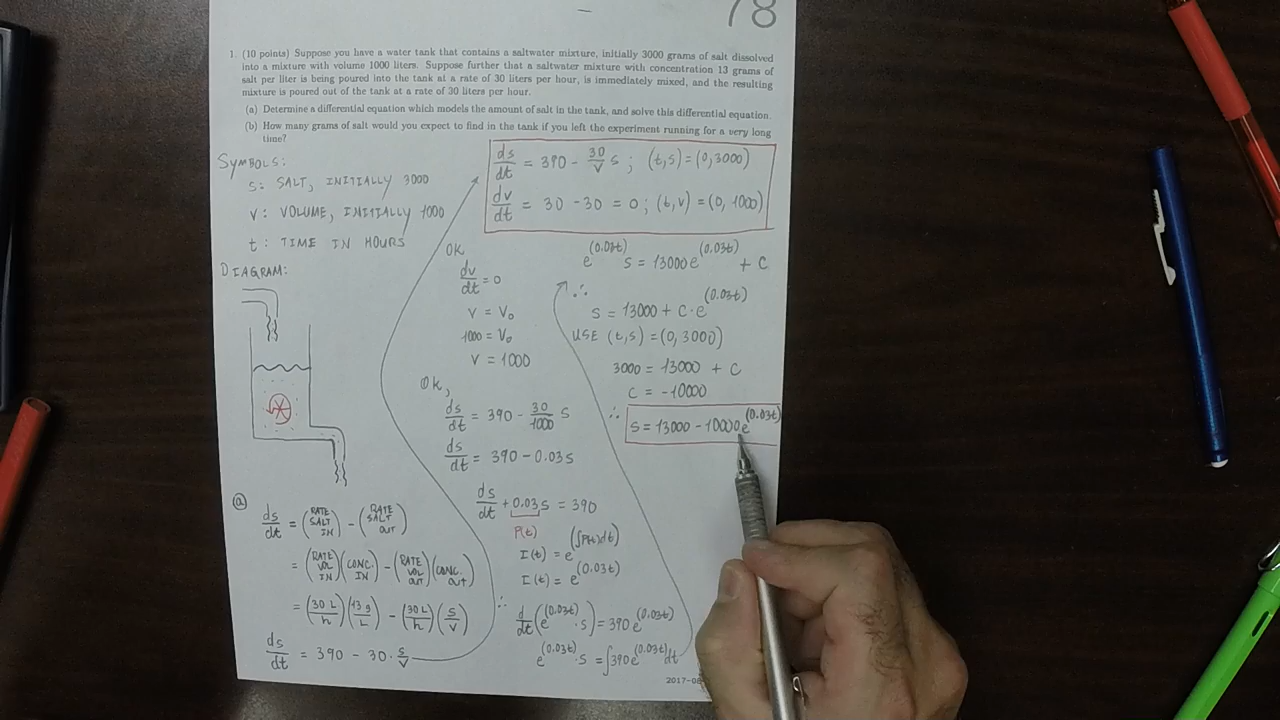 78
1. (10 points) Suppose you have a water tank that contains a saltwater mixture, initially 3000 grams of salt dissolved
into a mixture with volume 1000 liters. Suppose further that a saltwater mixture with concentration 13 grams of
salt per liter is being poured into the tank at a rate of 30 liters per hour, is immediately mixed, and the resulting
mixture is poured out of the tank at a rate of 30 liters per hour.
(a) Determine a differential equation which models the amount of salt in the tank, and solve this differential equation.
(b) How many grams of salt would you expect to find in the tank if you left the experiment running for a very long
time?
SYMBOLS:
S: SALT, INITIALLY 3000
V: VOLUME, INITIALLY 1000
t: TIME IN HOURS
DIAGRAM:
(a) ds/dt = (RATE SALT IN) - (RATE SALT OUT)
= (RATE VOL IN)(CONC. IN) - (RATE VOL OUT)(CONC. OUT)
= (30 L/h)(13 g/L) - (30 L/h)(S/V)
ds/dt = 390 - 30 · S/V
ds/dt = 390 - 30/V S ; (t,s) = (0,3000)
dv/dt = 30 - 30 = 0 ; (t,v) = (0, 1000)
OK
dv/dt = 0
V = V₀
1000 = V₀
V = 1000
OK,
ds/dt = 390 - 30/1000 S
ds/dt = 390 - 0.03S
ds/dt + 0.03S = 390
P(t)
I(t) = e^(∫P(t)dt)
I(t) = e^(0.03t)
∴ d/dt(e^(0.03t) · S) = 390e^(0.03t)
e^(0.03t) · S = ∫390e^(0.03t)dt
e^(0.03t) S = 13000e^(0.03t) + C
∴
S = 13000 + C·e^(0.03t)
USE (t,s) = (0, 3000)
3000 = 13000 + C
C = -10000
∴ S = 13000 - 10000e^(0.03t)